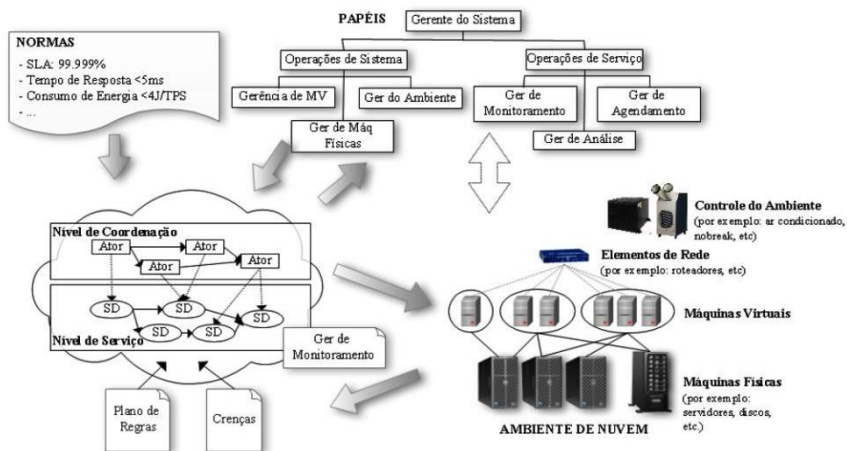 NORMAS
- SLA: 99.999%
- Tempo de Resposta <5ms
- Consumo de Energia <4J/TPS
- ...
PAPÉIS
Gerente do Sistema
Operações de Sistema
Operações de Serviço
Gerência de MV
Ger do Ambiente
Ger de Máq
Físicas
Ger de
Monitoramento
Ger de
Agendamento
Ger de Análise
Nível de Coordenação
Ator
Ator
Ator
Ator
SD
SD
SD
SD
SD
Nível de Serviço
Ger de
Monitoramento
Plano de
Regras
Crenças
Controle do Ambiente
(por exemplo: ar condicionado,
nobreak, etc)
Elementos de Rede
(por exemplo: roteadores, etc)
Máquinas Virtuais
Máquinas Físicas
(por exemplo:
servidores, discos,
etc.)
AMBIENTE DE NUVEM